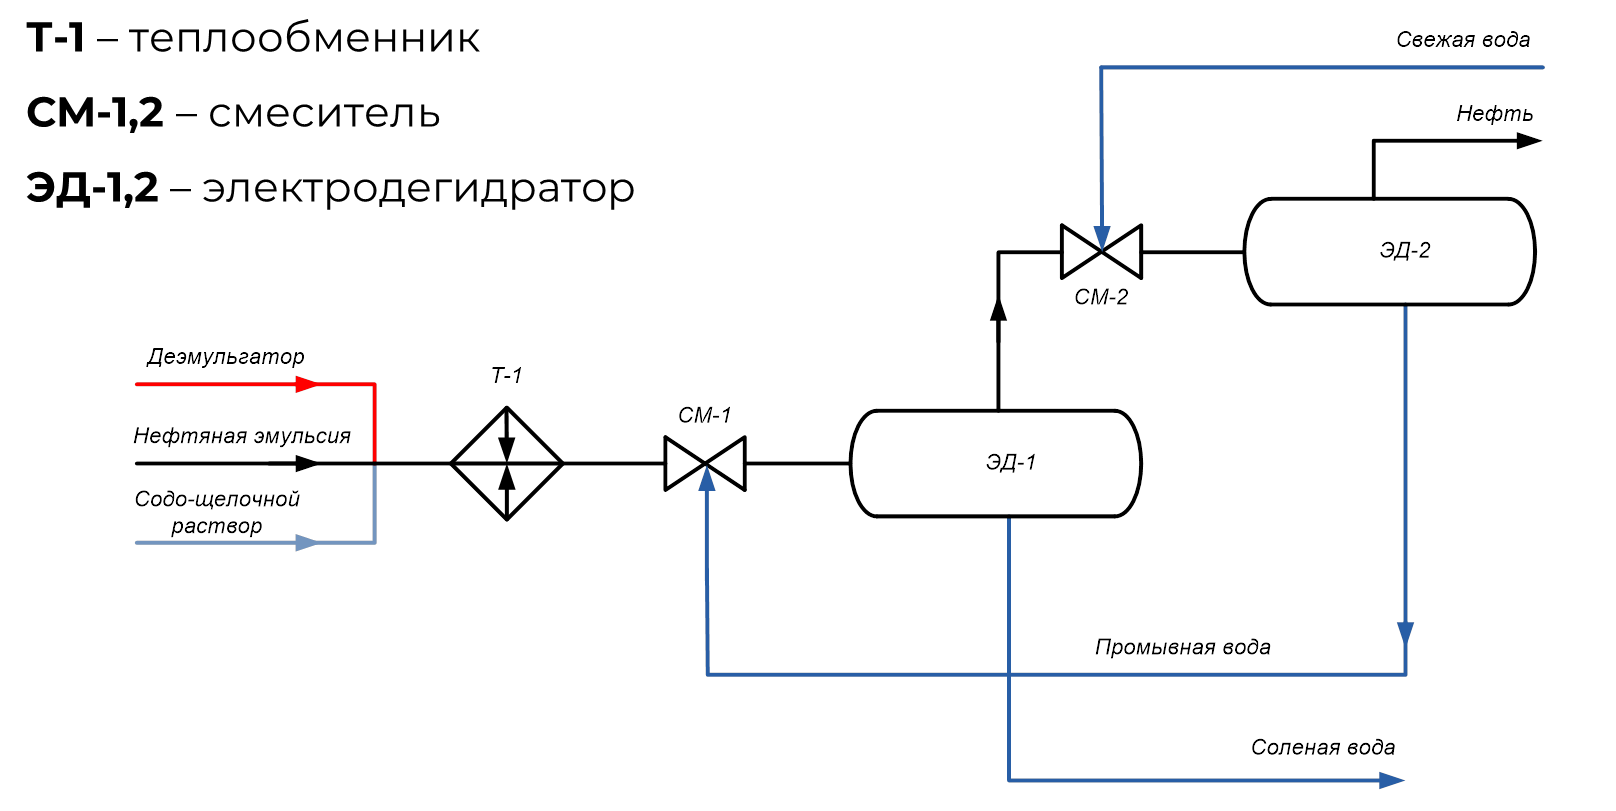 Т-1 – теплообменник
СМ-1,2 – смеситель
ЭД-1,2 – электродегидратор
Свежая вода
Нефть
ЭД-2
СМ-2
Деэмульгатор
Т-1
СМ-1
Нефтяная эмульсия
ЭД-1
Содо-щелочной
раствор
Промывная вода
Соленая вода